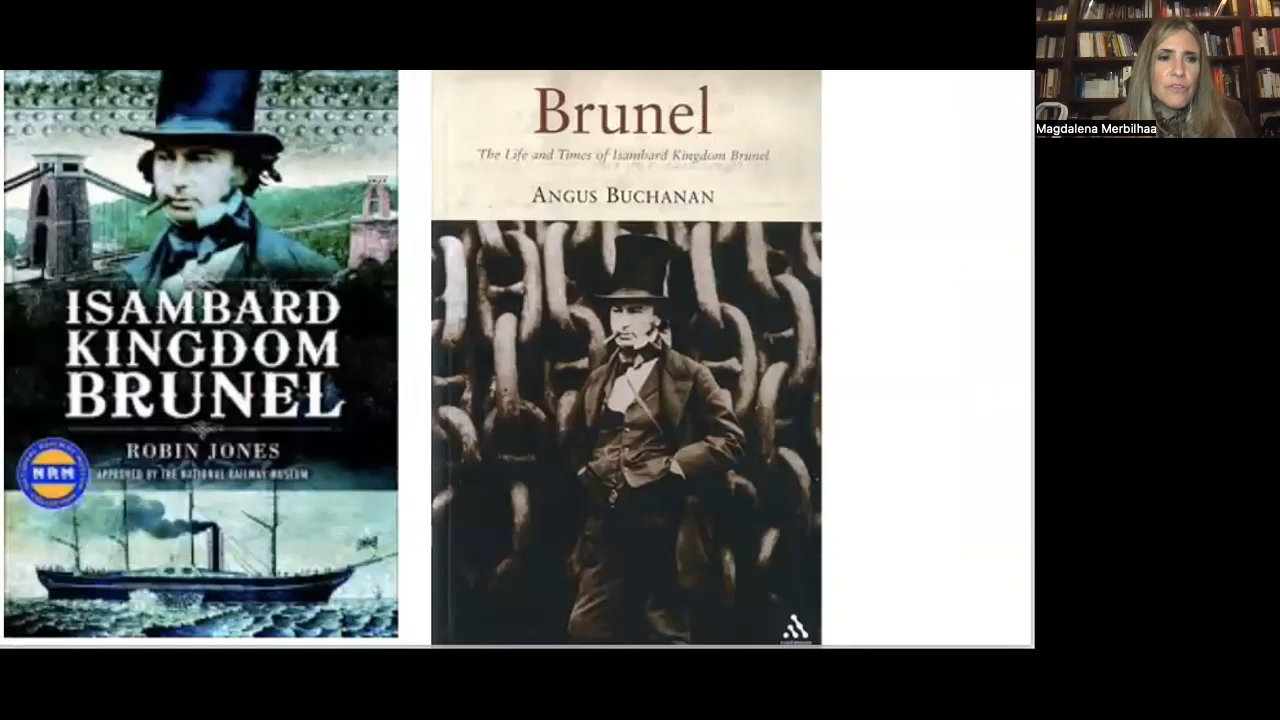 ISAMBARD
KINGDOM
BRUNEL
ROBIN JONES
NRM
APPROVED BY THE NATIONAL RAILWAY MUSEUM
Brunel
The Life and Times of Isambard Kingdom Brunel
ANGUS BUCHANAN
Magdalena Merbilhaa